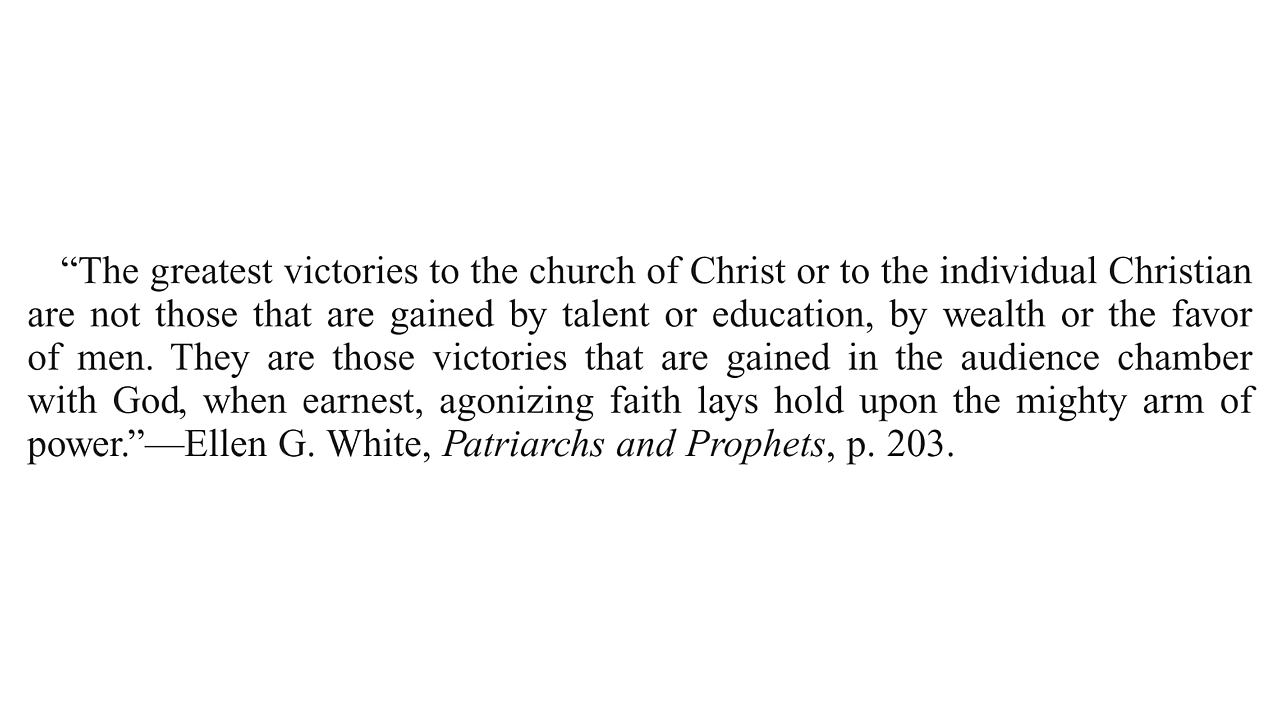 “The greatest victories to the church of Christ or to the individual Christian
are not those that are gained by talent or education, by wealth or the favor
of men. They are those victories that are gained in the audience chamber
with God, when earnest, agonizing faith lays hold upon the mighty arm of
power.”—Ellen G. White, Patriarchs and Prophets, p. 203.